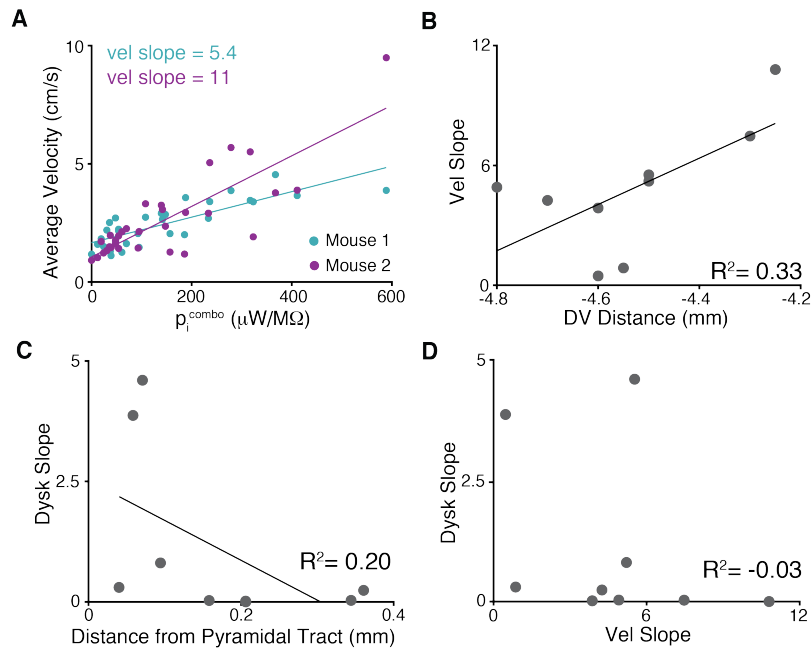 A
vel slope = 5.4
vel slope = 11
10
5
0
Average Velocity (cm/s)
Mouse 1
Mouse 2
0 200 400 600
pᵢᶜᵒᵐᵇᵒ (μW/MΩ)
B
12
6
0
Vel Slope
R²= 0.33
-4.8 -4.6 -4.4 -4.2
DV Distance (mm)
C
5
2.5
0
Dysk Slope
R²= 0.20
0 0.2 0.4
Distance from Pyramidal Tract (mm)
D
5
2.5
0
Dysk Slope
R²= -0.03
0 6 12
Vel Slope